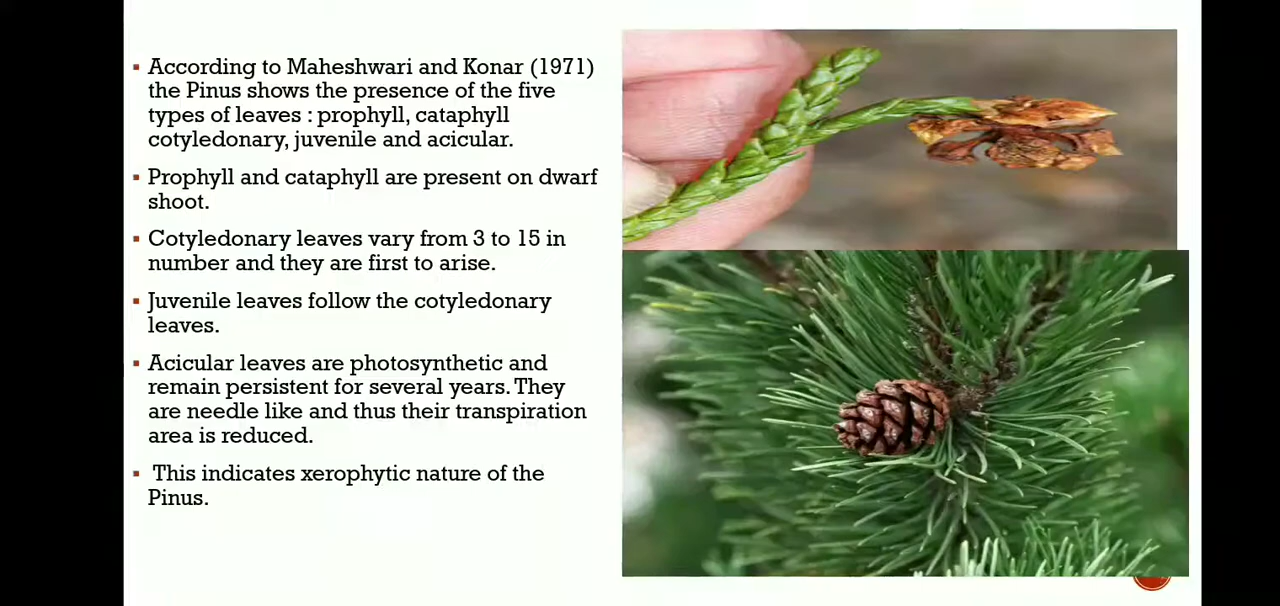 According to Maheshwari and Konar (1971)
the Pinus shows the presence of the five
types of leaves : prophyll, cataphyll
cotyledonary, juvenile and acicular.
Prophyll and cataphyll are present on dwarf
shoot.
Cotyledonary leaves vary from 3 to 15 in
number and they are first to arise.
Juvenile leaves follow the cotyledonary
leaves.
Acicular leaves are photosynthetic and
remain persistent for several years. They
are needle like and thus their transpiration
area is reduced.
This indicates xerophytic nature of the
Pinus.